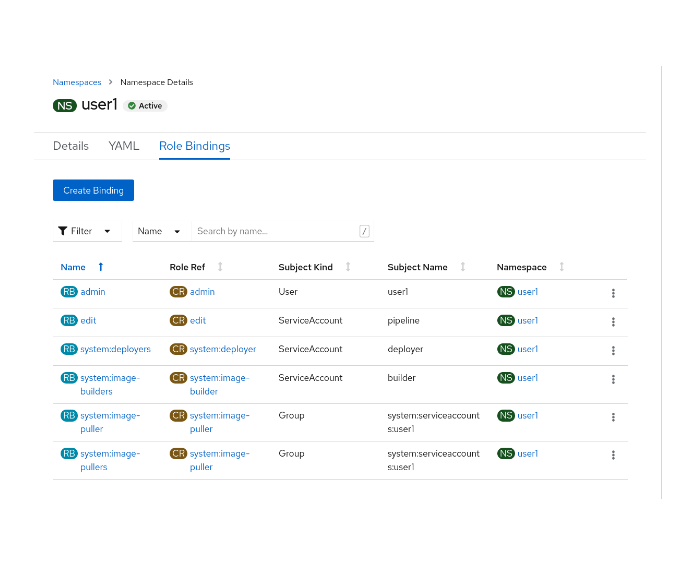 Namespaces > Namespace Details
NS user1 Active
Details YAML Role Bindings
Create Binding
Filter Name Search by name... /
Name Role Ref Subject Kind Subject Name Namespace
RB admin CR admin User user1 NS user1
RB edit CR edit ServiceAccount pipeline NS user1
RB system:deployers CR system:deployer ServiceAccount deployer NS user1
RB system:image- CR system:image- ServiceAccount builder NS user1
builders builder
RB system:image- CR system:image- Group system:serviceaccount NS user1
puller puller s:user1
RB system:image- CR system:image- Group system:serviceaccount NS user1
pullers puller s:user1